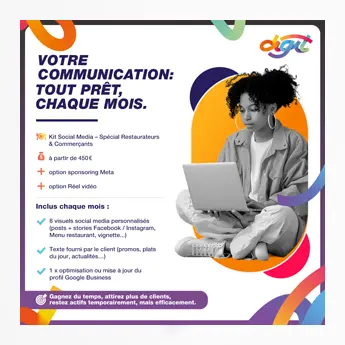 digit
VOTRE
COMMUNICATION:
TOUT PRÊT,
CHAQUE MOIS.
Kit Social Media – Spécial Restaurateurs
& Commerçants
à partir de 450€
option sponsoring Meta
option Réel vidéo
Inclus chaque mois :
8 visuels social media personnalisés
(posts + stories Facebook / Instagram,
Menu restaurant, vignette...)
Texte fourni par le client (promos, plats
du jour, actualités...)
1 x optimisation ou mise à jour du
profil Google Business
Gagnez du temps, attirez plus de clients,
restez actifs temporairement, mais efficacement.